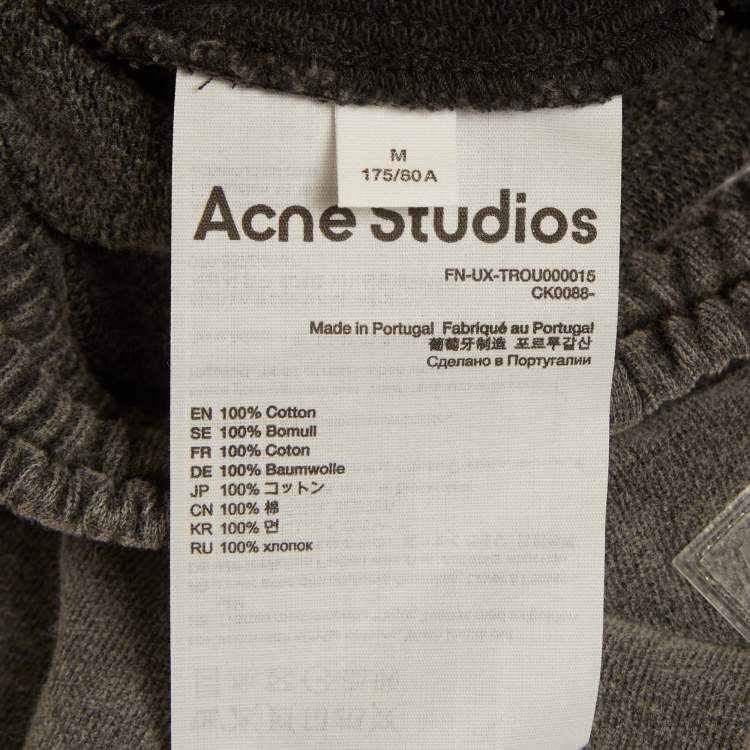 M
175/80 A
Acne Studios
FN-UX-TROU000015
CK0088-
Made in Portugal Fabriqué au Portugal
葡萄牙制造 포르투갈산
Сделано в Португалии
EN 100% Cotton
SE 100% Bomull
FR 100% Coton
DE 100% Baumwolle
JP 100% コットン
CN 100% 棉
KR 100% 면
RU 100% хлопок